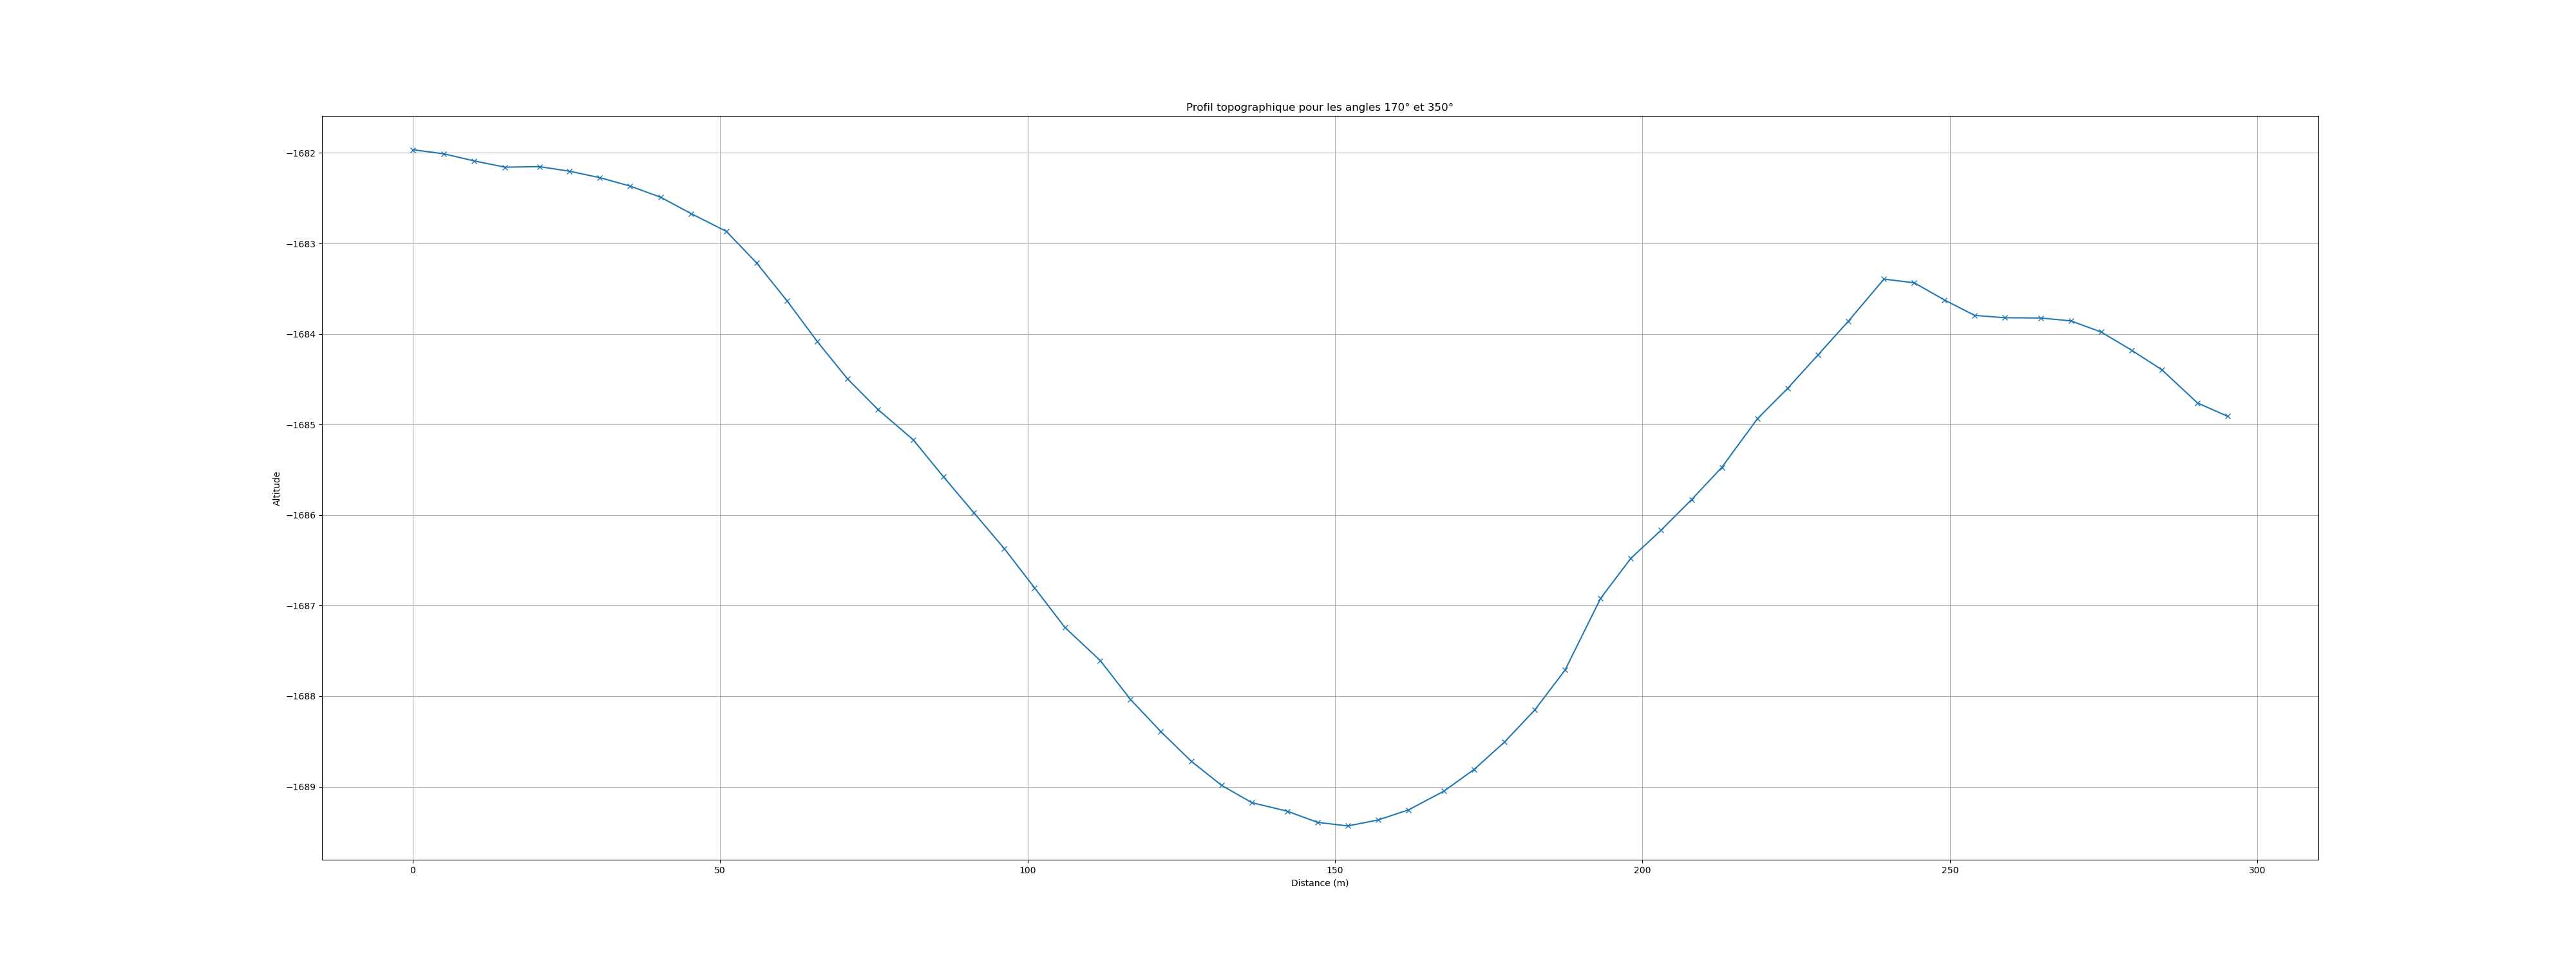 Profil topographique pour les angles 170° et 350°
Altitude
−1682
−1683
−1684
−1685
−1686
−1687
−1688
−1689
0 50 100 150 200 250 300
Distance (m)